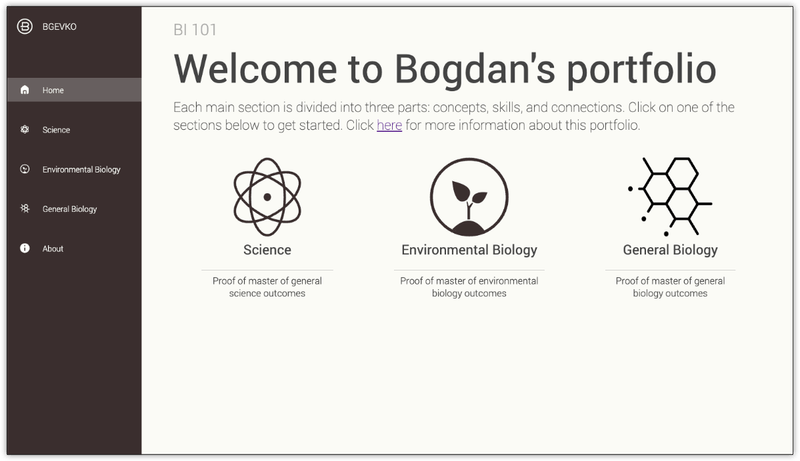 BGEVKO
Home
Science
Environmental Biology
General Biology
About
BI 101
Welcome to Bogdan's portfolio
Each main section is divided into three parts: concepts, skills, and connections. Click on one of the
sections below to get started. Click here for more information about this portfolio.
Science
Proof of master of general
science outcomes
Environmental Biology
Proof of master of environmental
biology outcomes
General Biology
Proof of master of general
biology outcomes